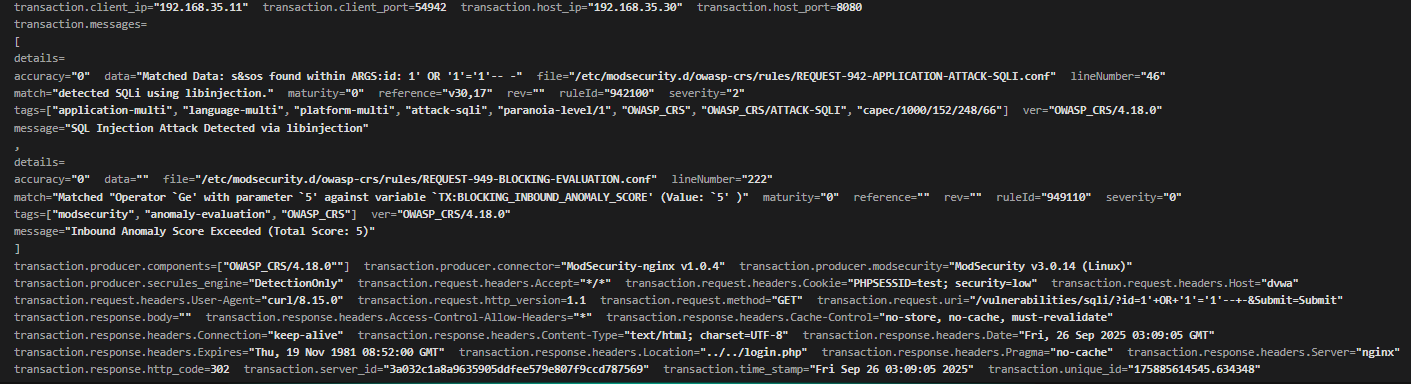 transaction.client_ip="192.168.35.11" transaction.client_port=54942 transaction.host_ip="192.168.35.30" transaction.host_port=8080
transaction.messages=
[
details=
accuracy="0" data="Matched Data: s&sos found within ARGS:id: 1' OR '1'='1'-- -" file="/etc/modsecurity.d/owasp-crs/rules/REQUEST-942-APPLICATION-ATTACK-SQLI.conf" lineNumber="46"
match="detected SQLi using libinjection." maturity="0" reference="v30,17" rev="" ruleId="942100" severity="2"
tags=["application-multi", "language-multi", "platform-multi", "attack-sqli", "paranoia-level/1", "OWASP_CRS", "OWASP_CRS/ATTACK-SQLI", "capec/1000/152/248/66"] ver="OWASP_CRS/4.18.0"
message="SQL Injection Attack Detected via libinjection"
,
details=
accuracy="0" data="" file="/etc/modsecurity.d/owasp-crs/rules/REQUEST-949-BLOCKING-EVALUATION.conf" lineNumber="222"
match="Matched "Operator `Ge' with parameter `5' against variable `TX:BLOCKING_INBOUND_ANOMALY_SCORE' (Value: `5' )" maturity="0" reference="" rev="" ruleId="949110" severity="0"
tags=["modsecurity", "anomaly-evaluation", "OWASP_CRS"] ver="OWASP_CRS/4.18.0"
message="Inbound Anomaly Score Exceeded (Total Score: 5)"
]
transaction.producer.components=["OWASP_CRS/4.18.0""] transaction.producer.connector="ModSecurity-nginx v1.0.4" transaction.producer.modsecurity="ModSecurity v3.0.14 (Linux)"
transaction.producer.secrules_engine="DetectionOnly" transaction.request.headers.Accept="*/*" transaction.request.headers.Cookie="PHPSESSID=test; security=low" transaction.request.headers.Host="dvwa"
transaction.request.headers.User-Agent="curl/8.15.0" transaction.request.http_version=1.1 transaction.request.method="GET" transaction.request.uri="/vulnerabilities/sqli/?id=1'+OR+'1'='1'--+-&Submit=Submit"
transaction.response.body="" transaction.response.headers.Access-Control-Allow-Headers="*" transaction.response.headers.Cache-Control="no-store, no-cache, must-revalidate"
transaction.response.headers.Connection="keep-alive" transaction.response.headers.Content-Type="text/html; charset=UTF-8" transaction.response.headers.Date="Fri, 26 Sep 2025 03:09:05 GMT"
transaction.response.headers.Expires="Thu, 19 Nov 1981 08:52:00 GMT" transaction.response.headers.Location="../../login.php" transaction.response.headers.Pragma="no-cache" transaction.response.headers.Server="nginx"
transaction.response.http_code=302 transaction.server_id="3a032c1a8a9635905ddfee579e807f9ccd787569" transaction.time_stamp="Fri Sep 26 03:09:05 2025" transaction.unique_id="175885614545.634348"